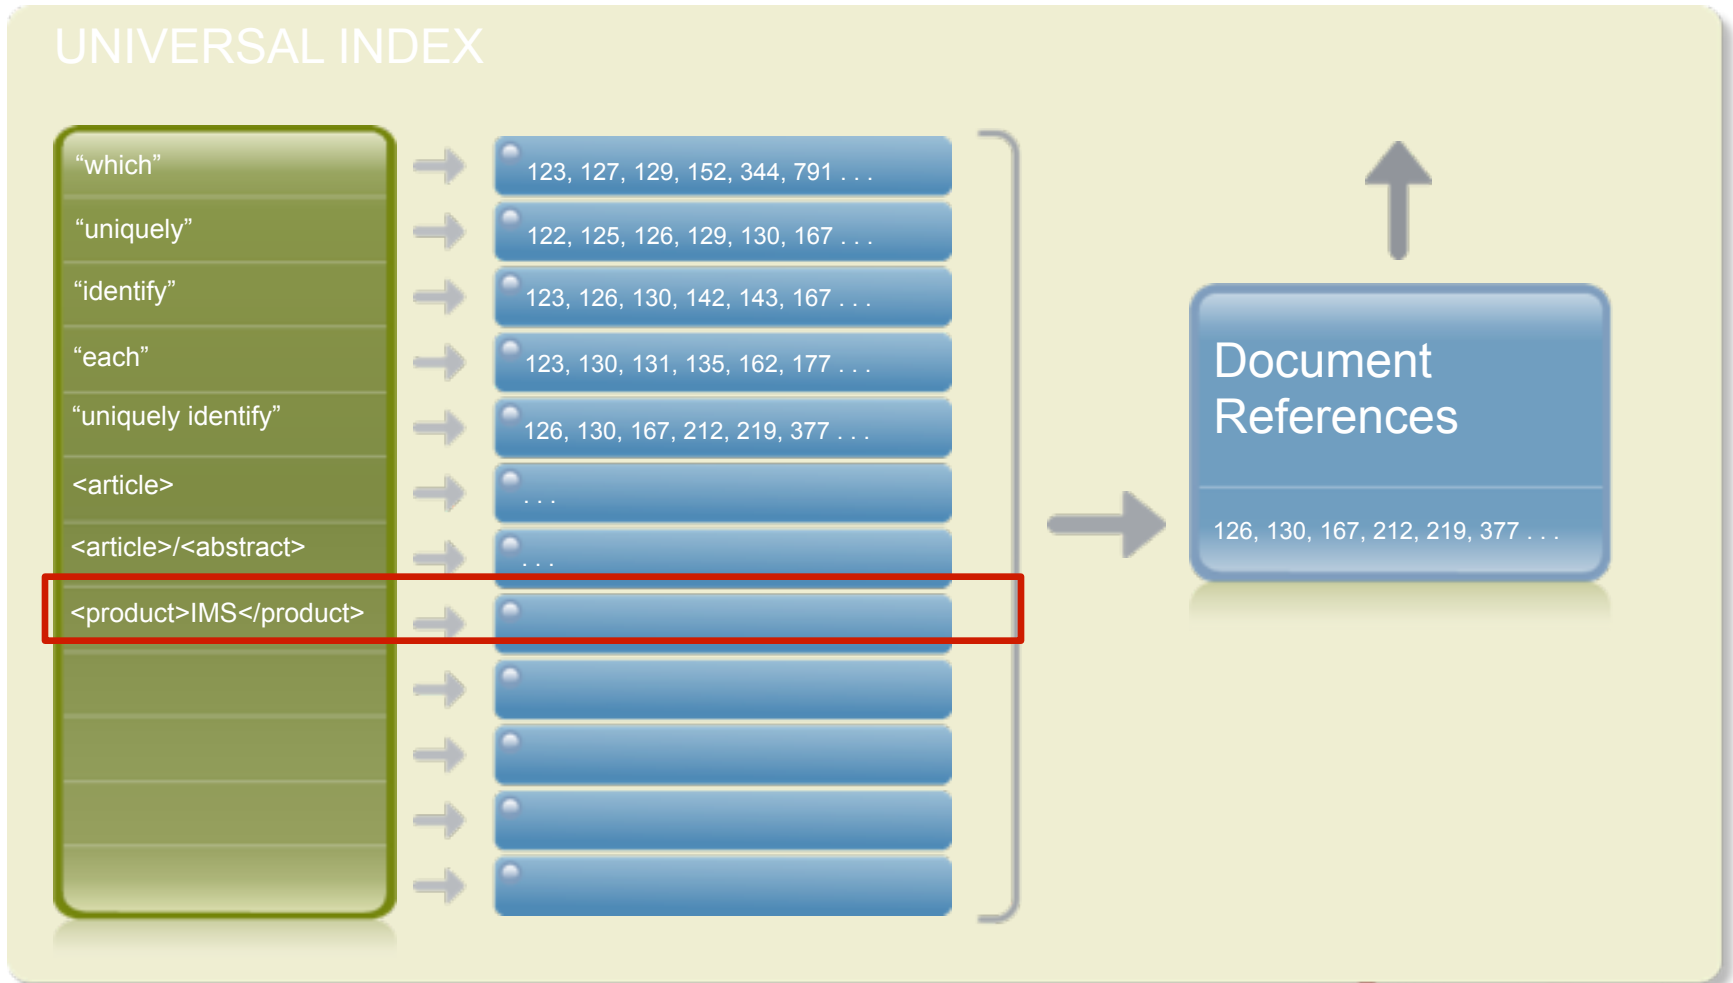 UNIVERSAL INDEX
“which”
123, 127, 129, 152, 344, 791 . . .
“uniquely”
122, 125, 126, 129, 130, 167 . . .
“identify”
123, 126, 130, 142, 143, 167 . . .
“each”
123, 130, 131, 135, 162, 177 . . .
“uniquely identify”
126, 130, 167, 212, 219, 377 . . .
<article>
. . .
<article>/<abstract>
. . .
<product>IMS</product>
Document
References
126, 130, 167, 212, 219, 377 . . .